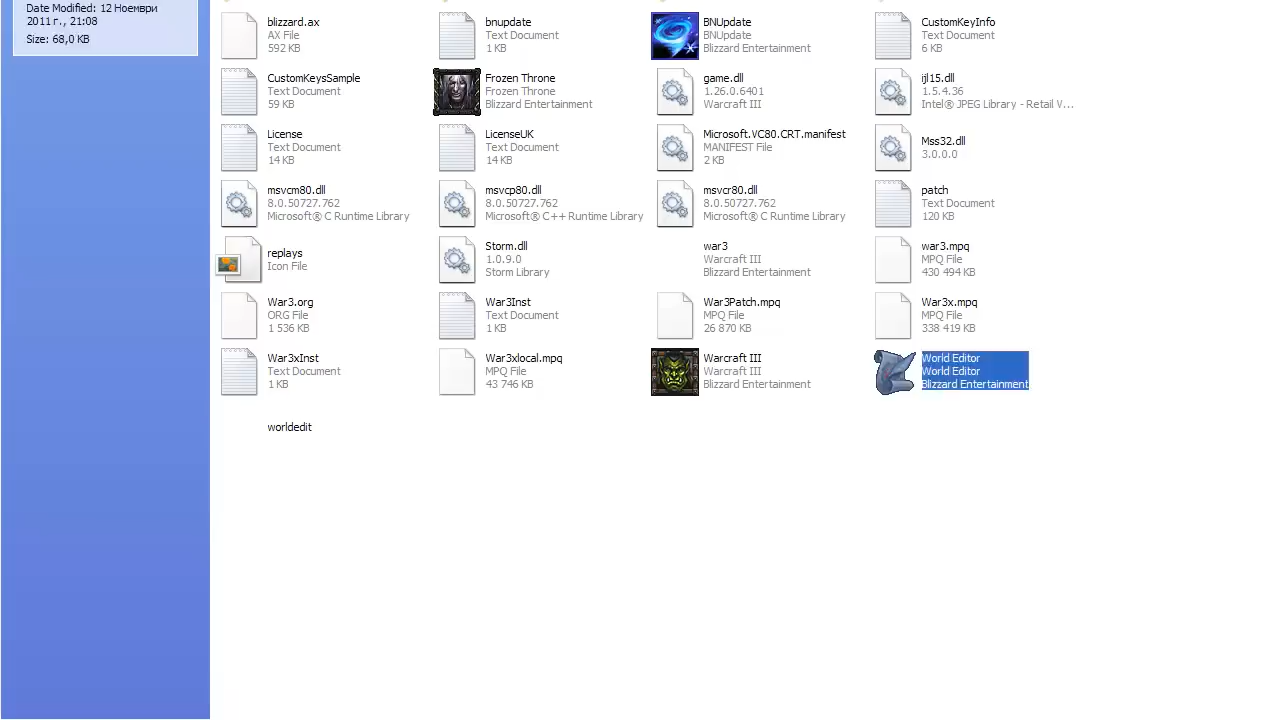 Date Modified: 12 Ноември
2011 г., 21:08
Size: 68,0 KB
blizzard.ax
AX File
592 KB
bnupdate
Text Document
1 KB
BNUpdate
BNUpdate
Blizzard Entertainment
CustomKeyInfo
Text Document
6 KB
CustomKeysSample
Text Document
59 KB
Frozen Throne
Frozen Throne
Blizzard Entertainment
game.dll
1.26.0.6401
Warcraft III
ijl15.dll
1.5.4.36
Intel® JPEG Library - Retail V...
License
Text Document
14 KB
LicenseUK
Text Document
14 KB
Microsoft.VC80.CRT.manifest
MANIFEST File
2 KB
Mss32.dll
3.0.0.0
msvcm80.dll
8.0.50727.762
Microsoft® C Runtime Library
msvcp80.dll
8.0.50727.762
Microsoft® C++ Runtime Library
msvcr80.dll
8.0.50727.762
Microsoft® C Runtime Library
patch
Text Document
120 KB
replays
Icon File
Storm.dll
1.0.9.0
Storm Library
war3
Warcraft III
Blizzard Entertainment
war3.mpq
MPQ File
430 494 KB
War3.org
ORG File
1 536 KB
War3Inst
Text Document
1 KB
War3Patch.mpq
MPQ File
26 870 KB
War3x.mpq
MPQ File
338 419 KB
War3xInst
Text Document
1 KB
War3xlocal.mpq
MPQ File
43 746 KB
Warcraft III
Warcraft III
Blizzard Entertainment
World Editor
World Editor
Blizzard Entertainment
worldedit